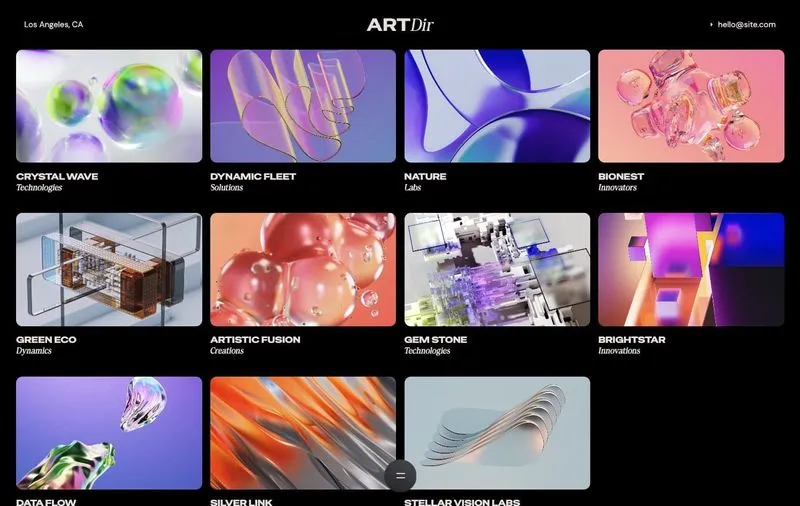 Los Angeles, CA
ARTDir
hello@site.com
CRYSTAL WAVE
Technologies
DYNAMIC FLEET
Solutions
NATURE
Labs
BIONEST
Innovators
GREEN ECO
Dynamics
ARTISTIC FUSION
Creations
GEM STONE
Technologies
BRIGHTSTAR
Innovations
DATA FLOW
SILVER LINK
STELLAR VISION LABS